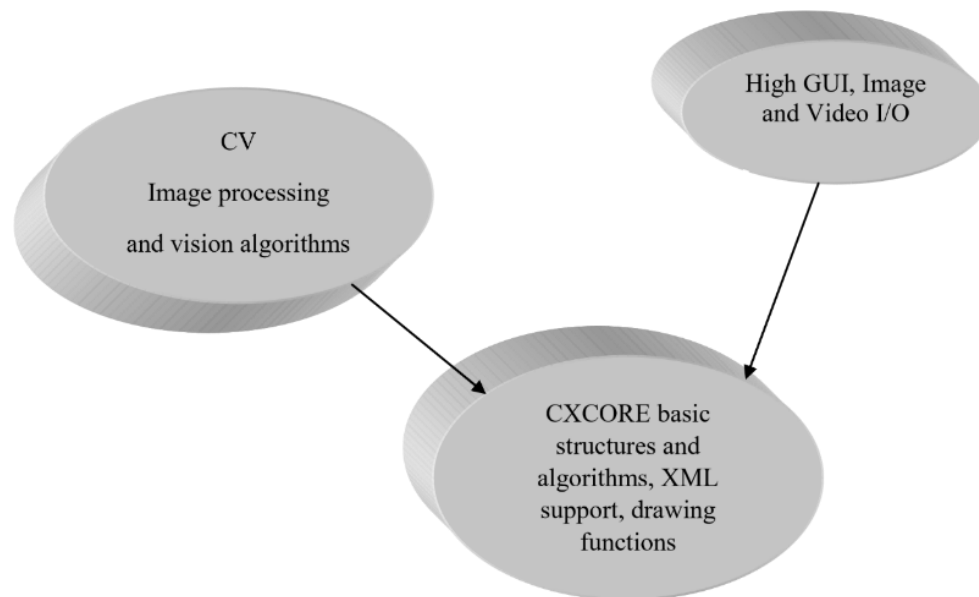 CV
Image processing
and vision algorithms
High GUI, Image
and Video I/O
CXCORE basic
structures and
algorithms, XML
support, drawing
functions